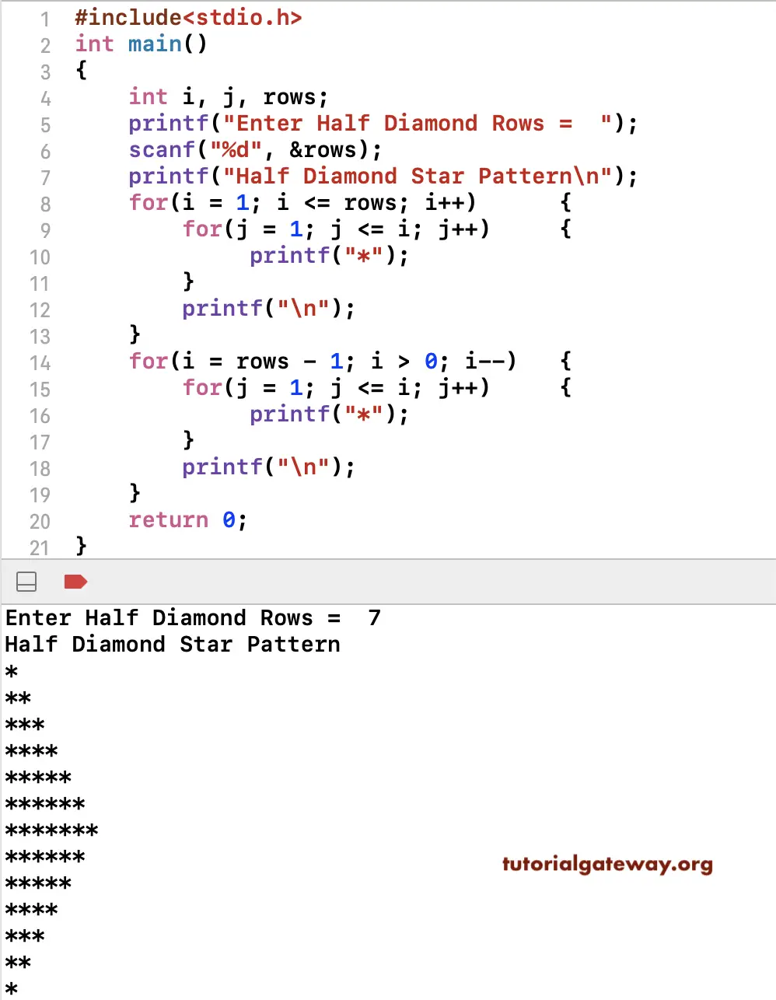 1 #include<stdio.h>
2 int main()
3 {
4     int i, j, rows;
5     printf("Enter Half Diamond Rows =  ");
6     scanf("%d", &rows);
7     printf("Half Diamond Star Pattern\n");
8     for(i = 1; i <= rows; i++)      {
9         for(j = 1; j <= i; j++)     {
10             printf("*");
11         }
12         printf("\n");
13     }
14     for(i = rows - 1; i > 0; i--)   {
15         for(j = 1; j <= i; j++)     {
16             printf("*");
17         }
18         printf("\n");
19     }
20     return 0;
21 }
Enter Half Diamond Rows =  7
Half Diamond Star Pattern
*
**
***
****
*****
******
*******
******
tutorialgateway.org
*****
****
***
**
*